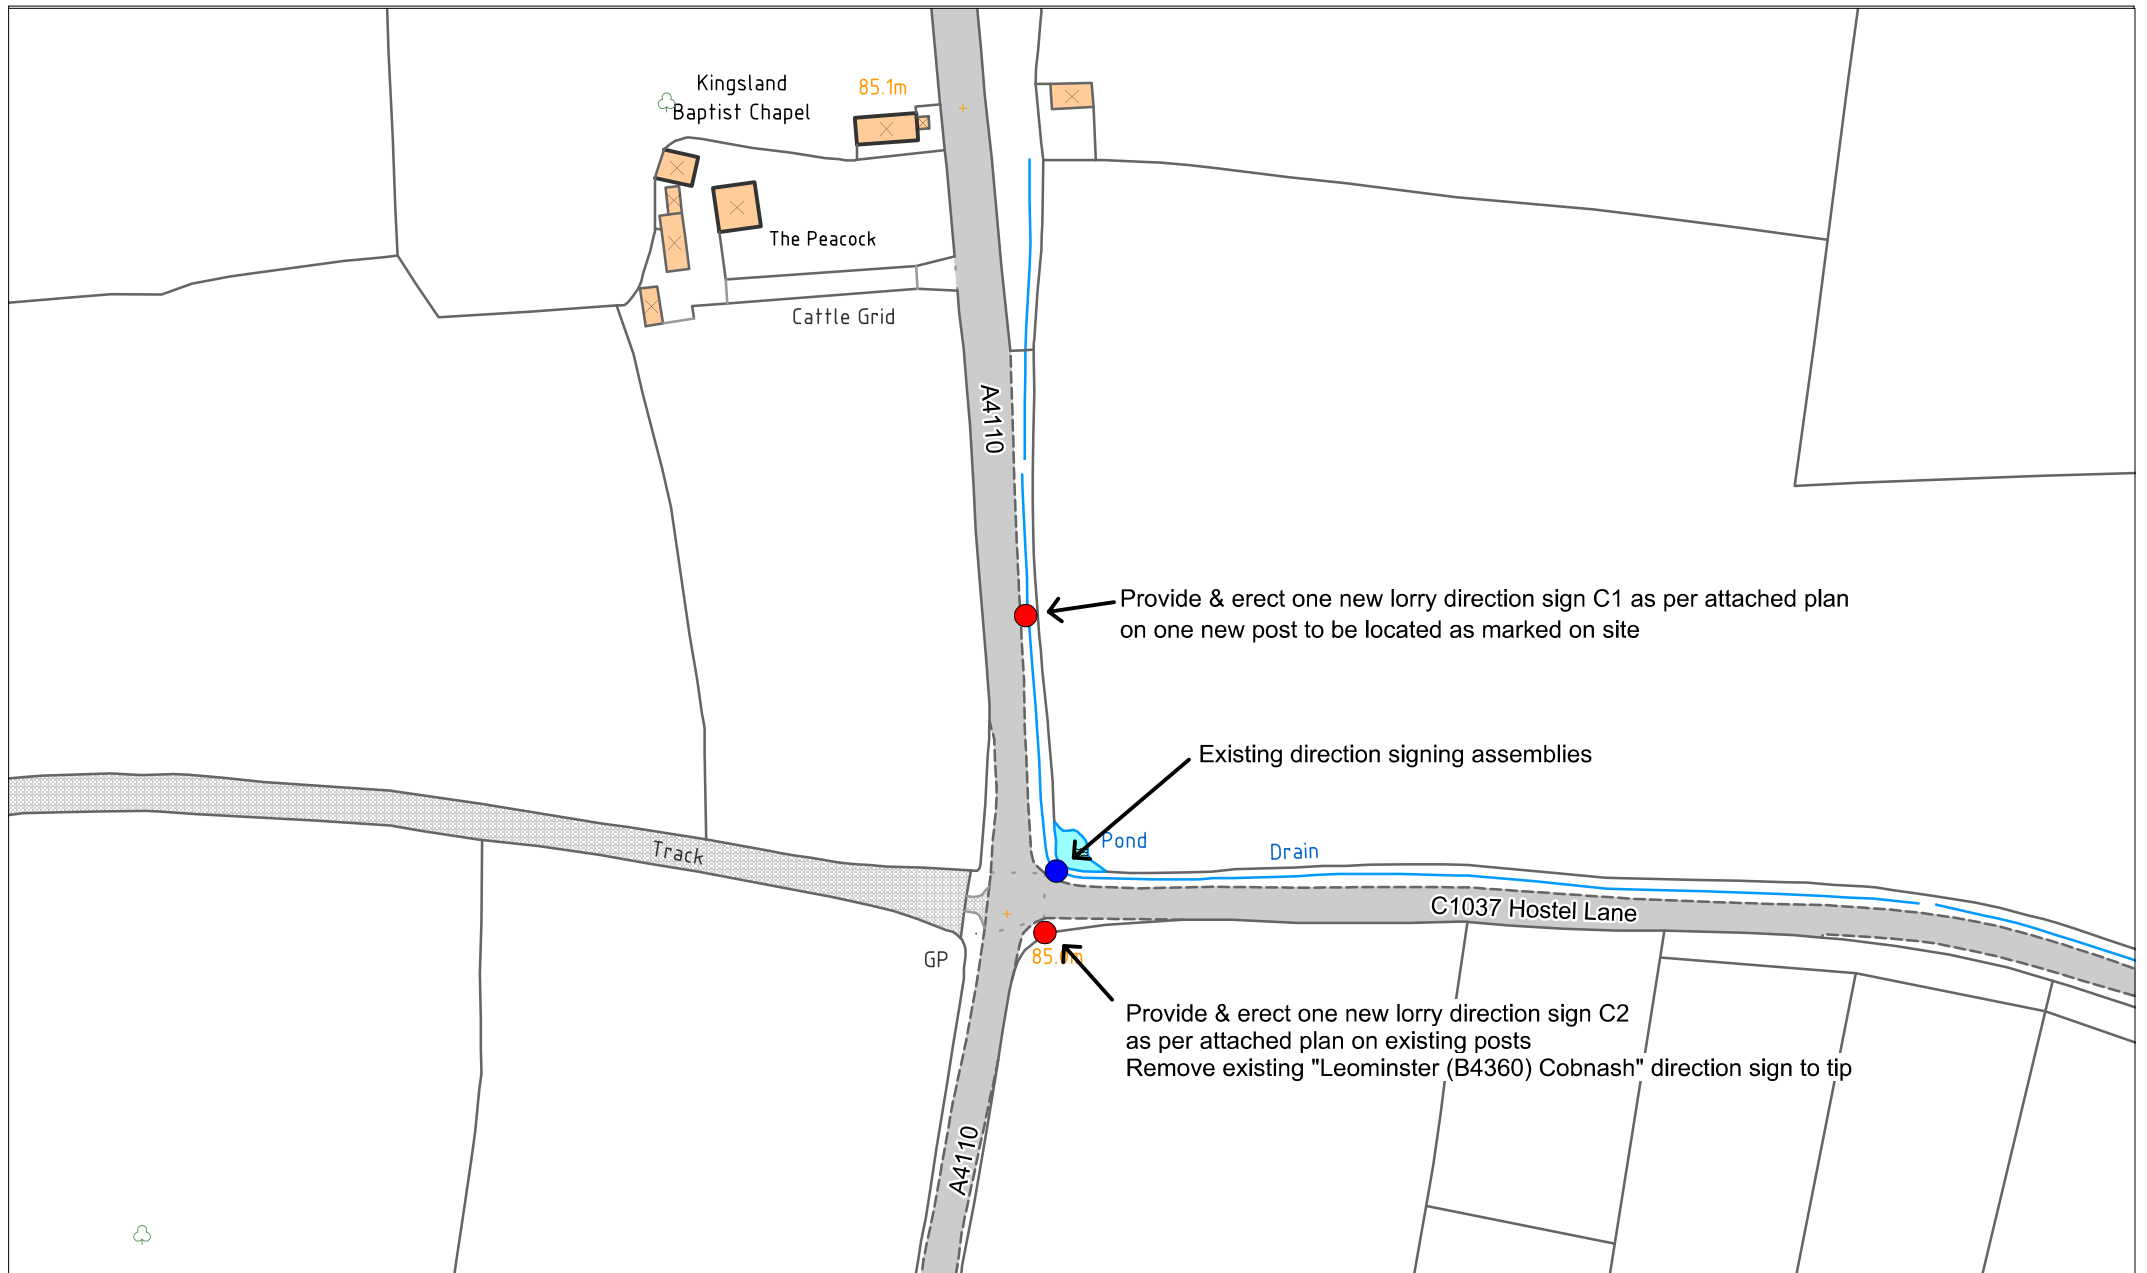 Kingsland
Baptist Chapel
85.1m
The Peacock
Cattle Grid
A4110
Provide & erect one new lorry direction sign C1 as per attached plan
on one new post to be located as marked on site
Existing direction signing assemblies
Pond
Drain
Track
C1037 Hostel Lane
GP
Provide & erect one new lorry direction sign C2
as per attached plan on existing posts
Remove existing "Leominster (B4360) Cobnash" direction sign to tip
A4110